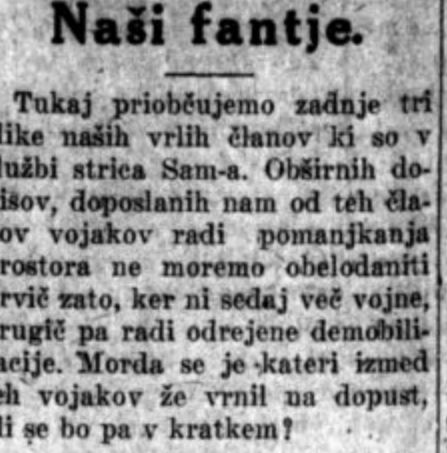 Naši fantje.
Tukaj priobčujemo zadnje tri
like naših vrlih članov ki so v
lužbi strica Sam-a. Obširnih do-
isov, doposlanih nam od teh čla-
ov vojakov radi pomanjkanja
rostora ne moremo obelodaniti
rvič zato, ker ni sedaj več vojne,
rugič pa radi odrejene demobili-
acije. Morda se je kateri izmed
eh vojakov že vrnil na dopust,
li se bo pa v kratkem?